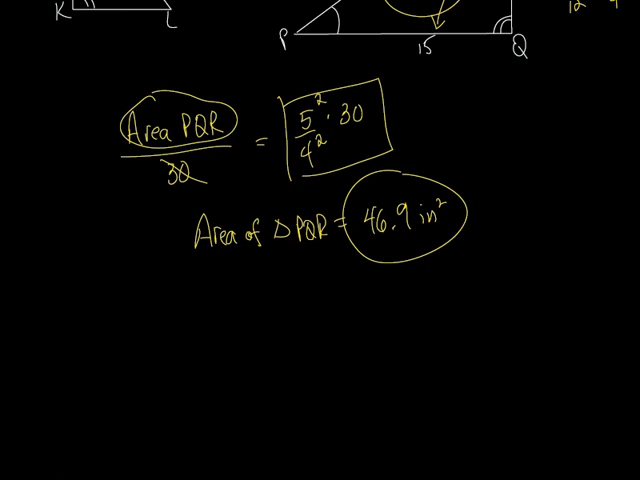 K L
P 15 Q
12
Area PQR / 30 = 5² / 4² · 30
Area of △PQR = 46.9 in²